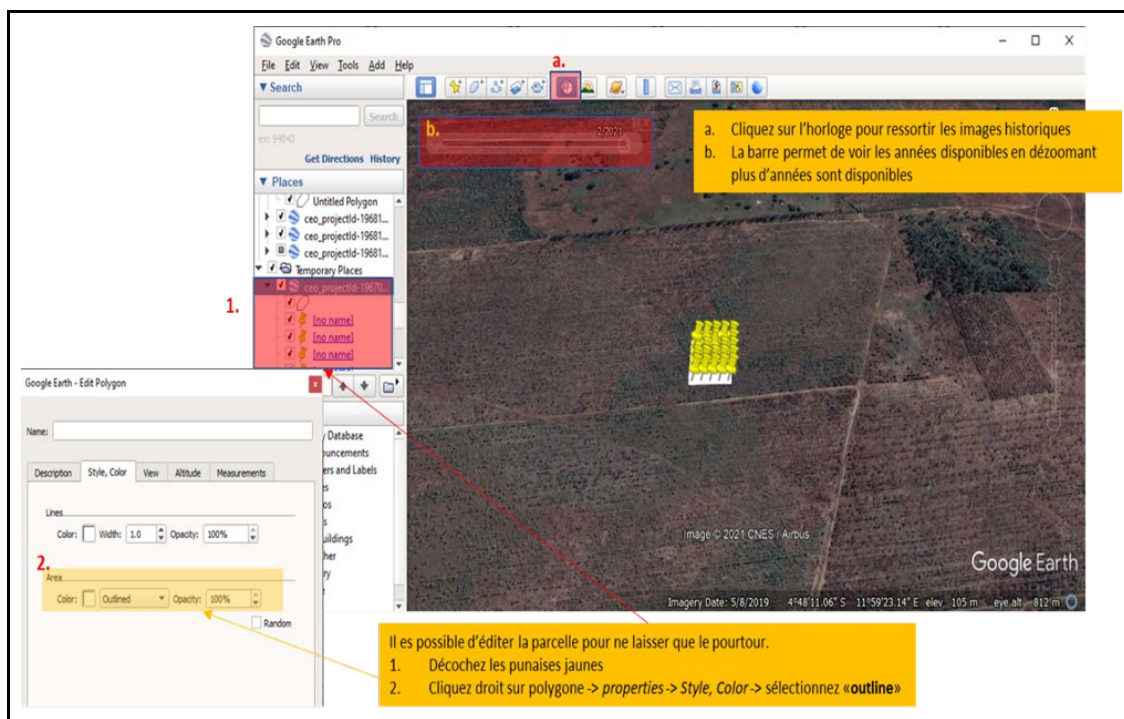 Google Earth Pro
File Edit View Tools Add Help
a.
▼ Search
Search
ex: 94043
Get Directions History
▼ Places
Untitled Polygon
ceo_projectId-19681...
ceo_projectId-19681...
ceo_projectId-19681...
Temporary Places
ceo_projectId-19670...
[no name]
[no name]
[no name]
1.
b.
2/2021
a. Cliquez sur l'horloge pour ressortir les images historiques
b. La barre permet de voir les années disponibles en dézoomant
plus d'années sont disponibles
Google Earth - Edit Polygon
x
Name:
Description Style, Color View Altitude Measurements
Lines
Color: Width: 1.0 Opacity: 100%
2.
Area
Color: Outlined Opacity: 100%
Random
Database
Labels
Image © 2021 CNES / Airbus
Google Earth
Imagery Date: 5/8/2019 4°48'11.06" S 11°59'23.14" E elev 105 m eye alt 812 m
Il es possible d'éditer la parcelle pour ne laisser que le pourtour.
1. Décochez les punaises jaunes
2. Cliquez droit sur polygone -> properties -> Style, Color -> sélectionnez «outline»